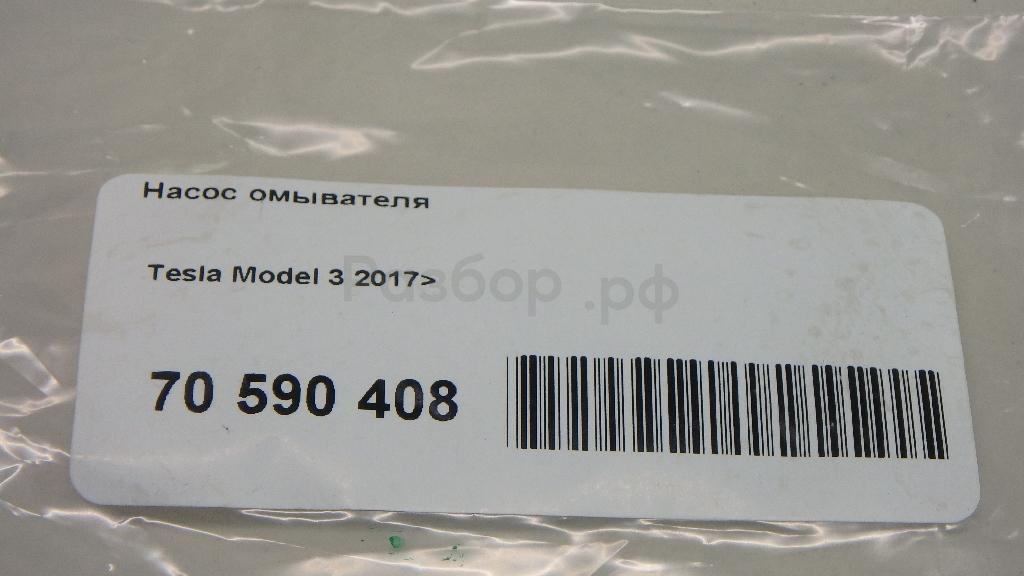 Насос омывателя
Tesla Model 3 2017>
Разбор.рф
70 590 408